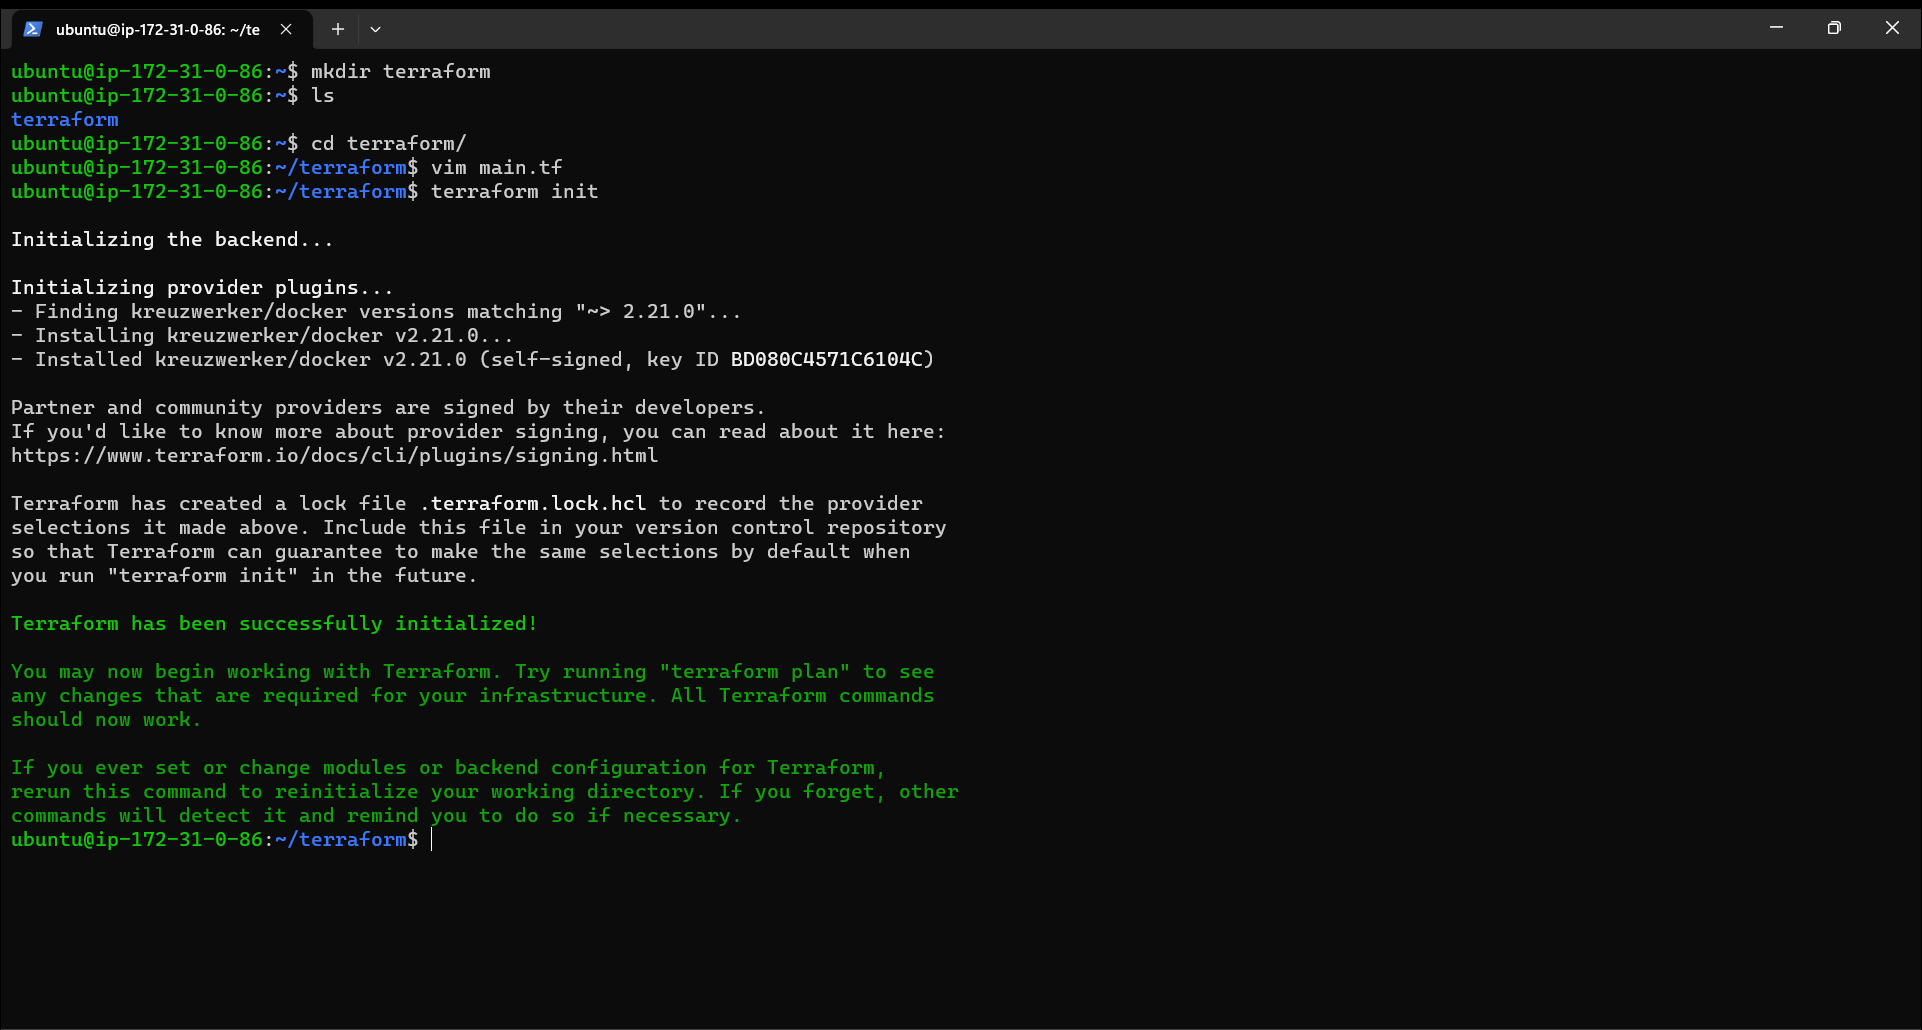 ubuntu@ip-172-31-0-86: ~/te
ubuntu@ip-172-31-0-86:~$ mkdir terraform
ubuntu@ip-172-31-0-86:~$ ls
terraform
ubuntu@ip-172-31-0-86:~$ cd terraform/
ubuntu@ip-172-31-0-86:~/terraform$ vim main.tf
ubuntu@ip-172-31-0-86:~/terraform$ terraform init
Initializing the backend...
Initializing provider plugins...
- Finding kreuzwerker/docker versions matching "~> 2.21.0"...
- Installing kreuzwerker/docker v2.21.0...
- Installed kreuzwerker/docker v2.21.0 (self-signed, key ID BD080C4571C6104C)
Partner and community providers are signed by their developers.
If you'd like to know more about provider signing, you can read about it here:
https://www.terraform.io/docs/cli/plugins/signing.html
Terraform has created a lock file .terraform.lock.hcl to record the provider
selections it made above. Include this file in your version control repository
so that Terraform can guarantee to make the same selections by default when
you run "terraform init" in the future.
Terraform has been successfully initialized!
You may now begin working with Terraform. Try running "terraform plan" to see
any changes that are required for your infrastructure. All Terraform commands
should now work.
If you ever set or change modules or backend configuration for Terraform,
rerun this command to reinitialize your working directory. If you forget, other
commands will detect it and remind you to do so if necessary.
ubuntu@ip-172-31-0-86:~/terraform$